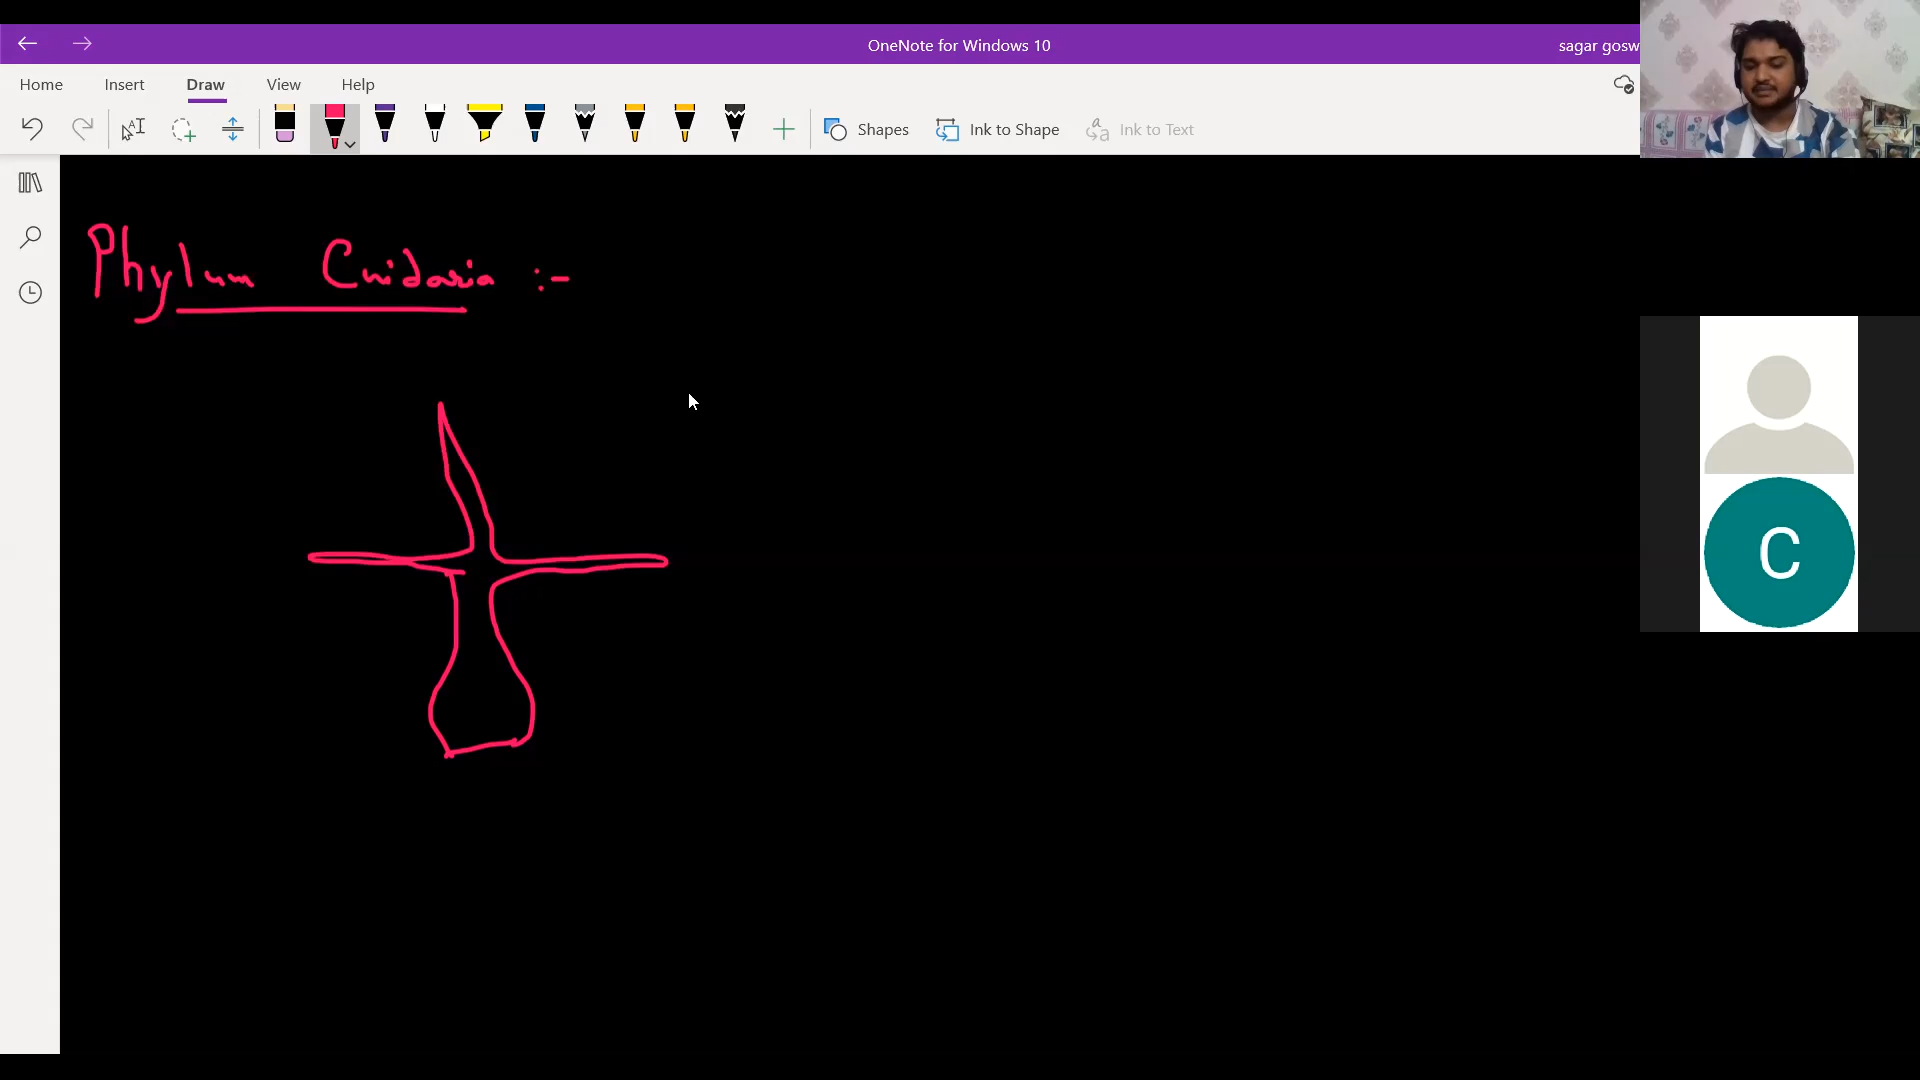 OneNote for Windows 10
sagar gosw
Home Insert Draw View Help
Shapes Ink to Shape Ink to Text
Phylum Cnidaria :-
C